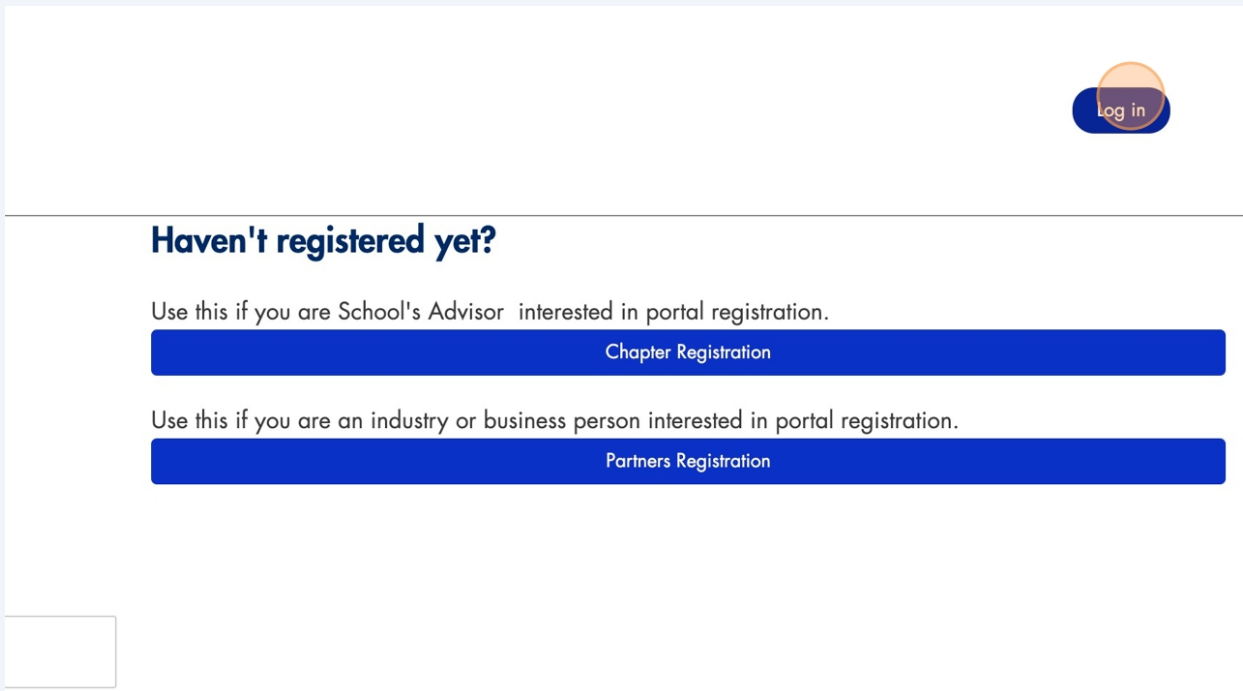 Log in
Haven't registered yet?
Use this if you are School's Advisor  interested in portal registration.
Chapter Registration
Use this if you are an industry or business person interested in portal registration.
Partners Registration